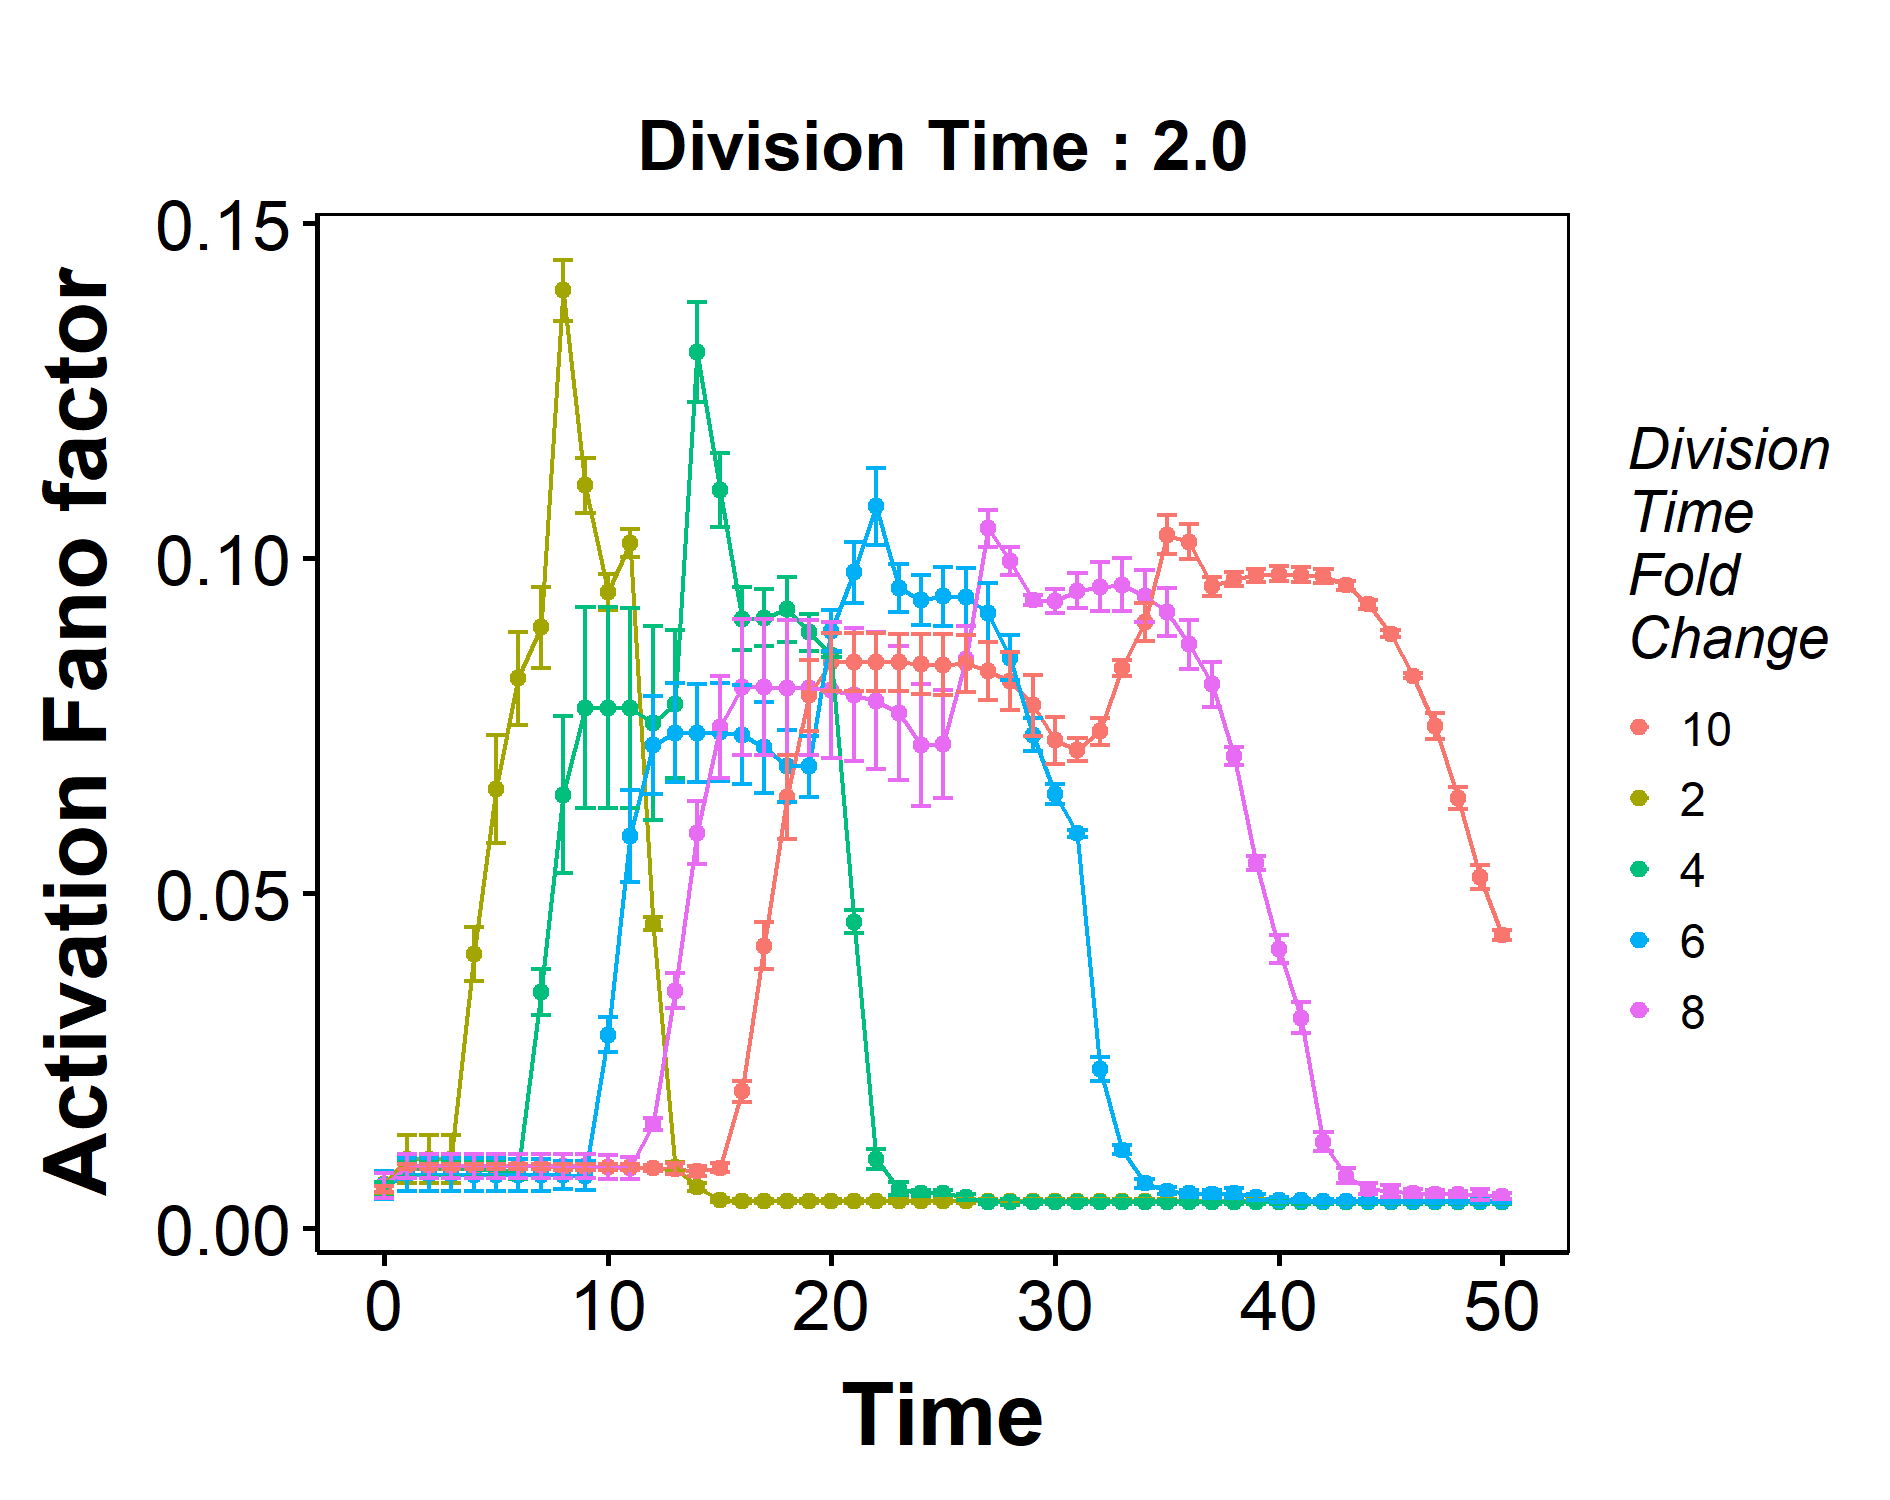 Division Time : 2.0
Activation Fano factor
0.15
0.10
0.05
0.00
0 10 20 30 40 50
Time
Division
Time
Fold
Change
10
2
4
6
8